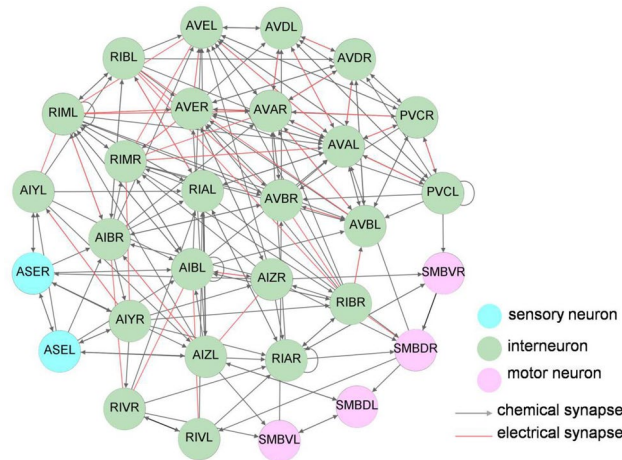 AVEL
AVDL
RIBL
AVDR
AVER
AVAR
RIML
PVCR
AVAL
RIMR
AIYL
RIAL
AVBR
PVCL
AVBL
AIBR
ASER
AIBL
AIZR
SMBVR
RIBR
sensory neuron
AIYR
interneuron
ASEL
AIZL
RIAR
SMBDR
motor neuron
RIVR
SMBDL
chemical synapse
RIVL
SMBVL
electrical synapse